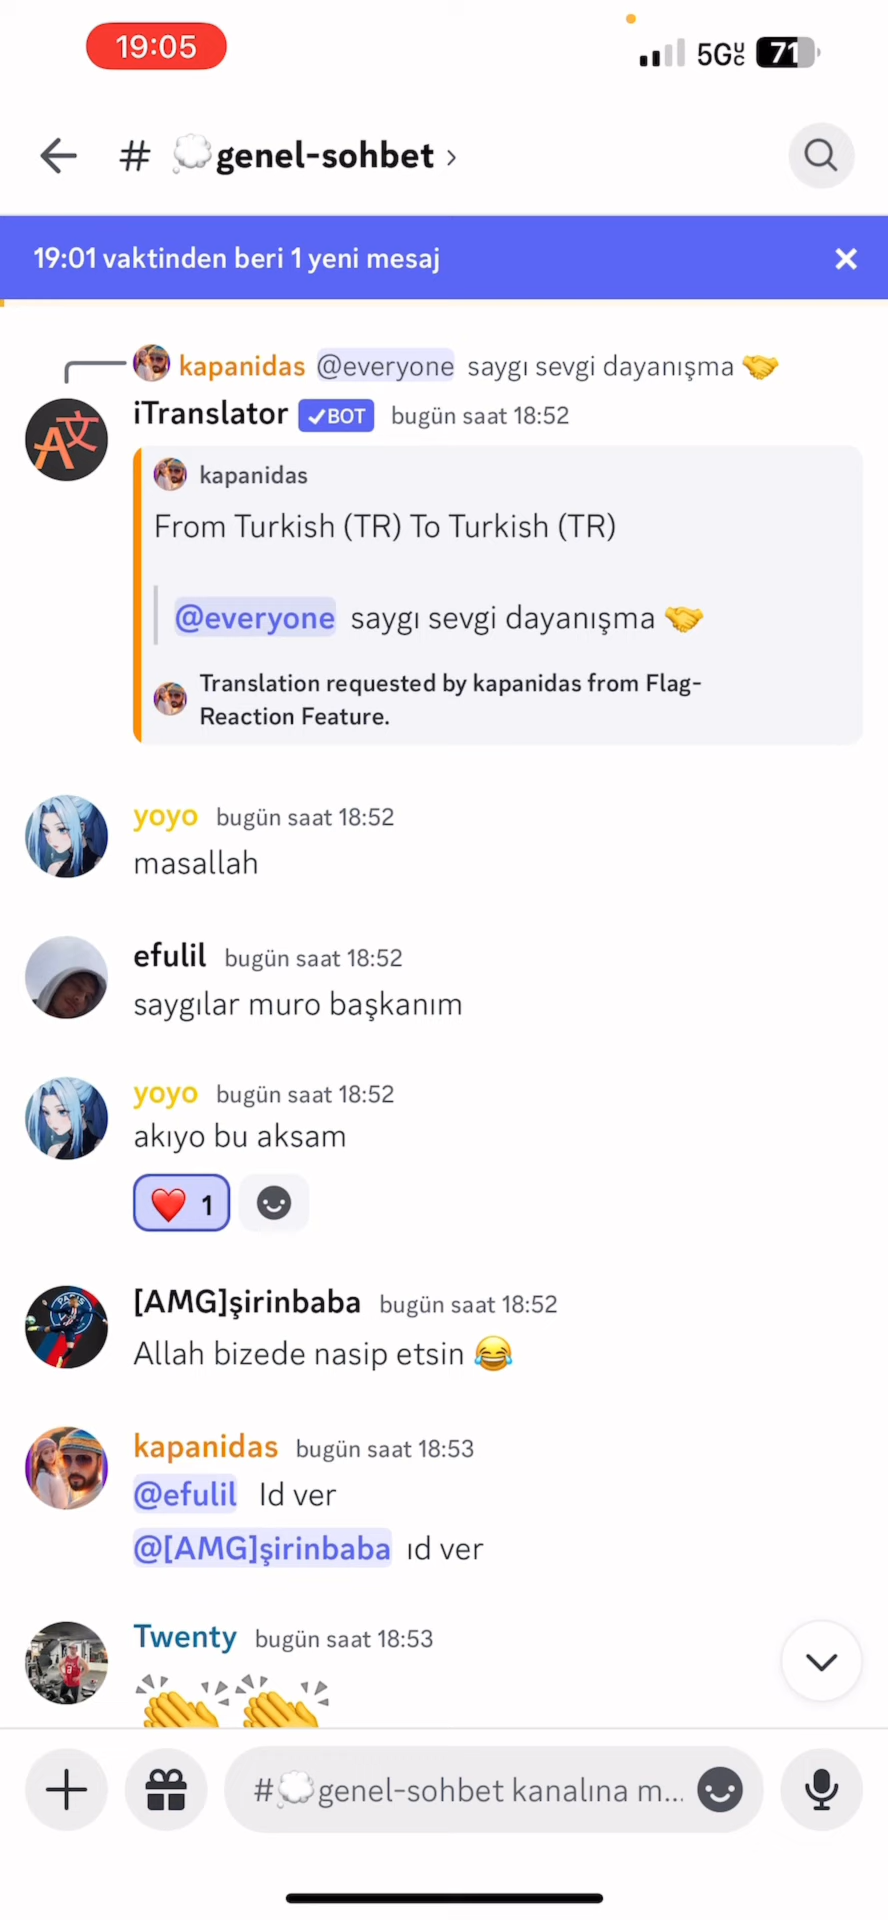 19:05
5G UC 71
# 💭genel-sohbet ›
19:01 vaktinden beri 1 yeni mesaj
kapanidas @everyone saygı sevgi dayanışma 🤝
iTranslator ✓BOT bugün saat 18:52
kapanidas
From Turkish (TR) To Turkish (TR)
@everyone saygı sevgi dayanışma 🤝
Translation requested by kapanidas from Flag-
Reaction Feature.
yoyo bugün saat 18:52
masallah
efulil bugün saat 18:52
saygılar muro başkanım
yoyo bugün saat 18:52
akıyo bu aksam
❤️ 1
[AMG]şirinbaba bugün saat 18:52
Allah bizede nasip etsin 😂
kapanidas bugün saat 18:53
@efulil Id ver
@[AMG]şirinbaba ıd ver
Twenty bugün saat 18:53
👏👏
#💭genel-sohbet kanalına m...